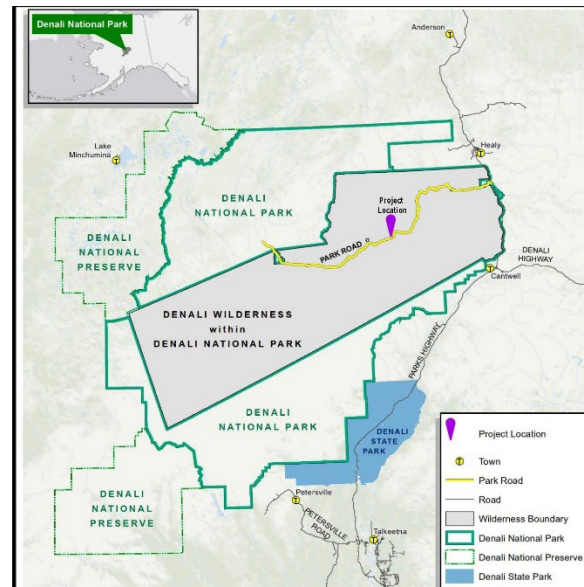 Denali National Park
Anderson
Lake
Minchumina
Healy
DENALI
NATIONAL PARK
Project
Location
DENALI
NATIONAL
PRESERVE
PARK ROAD
DENALI
HIGHWAY
Cantwell
DENALI WILDERNESS
within
DENALI NATIONAL PARK
PARKS HIGHWAY
DENALI
NATIONAL PARK
DENALI
STATE
PARK
DENALI
NATIONAL
PRESERVE
Petersville
PETERSVILLE
ROAD
Talkeetna
Project Location
T Town
Park Road
Road
Wilderness Boundary
Denali National Park
Denali National Preserve
Denali State Park